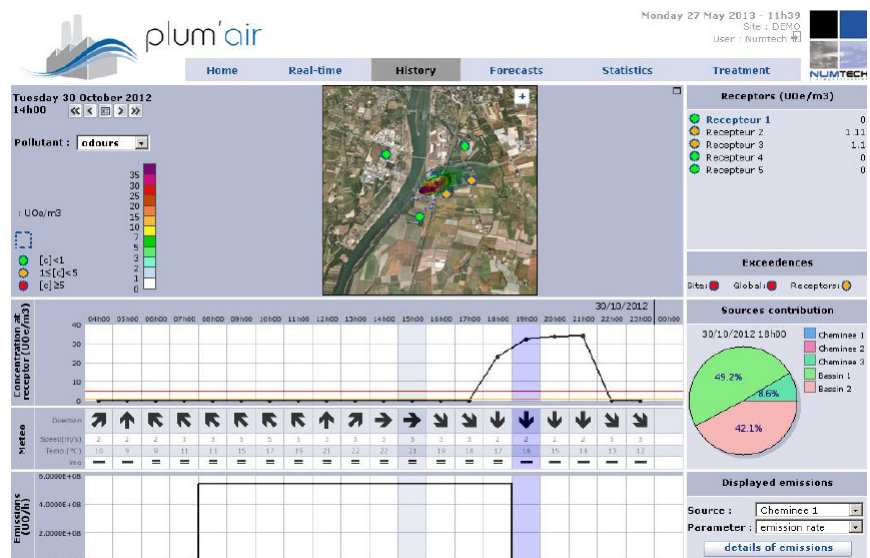 plum'air
Monday 27 May 2013 - 11h39
Site : DEMO
User : Numtech
NUMTECH
Home Real-time History Forecasts Statistics Treatment
Tuesday 30 October 2012
14h00 << < > >>
Pollutant : odours
: UOe/m3
35
30
25
20
15
10
7
5
3
2
1
0
[c]<1
1≤[c]<5
[c]≥5
+
Receptors (UOe/m3)
Recepteur 1 0
Recepteur 2 1.11
Recepteur 3 1.1
Recepteur 4 0
Recepteur 5 0
Exceedences
Site: Global: Receptors:
Sources contribution
30/10/2012 18h00
Cheminee 1
Cheminee 2
Cheminee 3
Bassin 1
Bassin 2
49.2%
8.6%
42.1%
Concentration at
receptor (UOe/m3)
30/10/2012
04h00 05h00 06h00 07h00 08h00 09h00 10h00 11h00 12h00 13h00 14h00 15h00 16h00 17h00 18h00 19h00 20h00 21h00 22h00 23h00 00h00
40
30
20
10
0
Meteo
Direction
Speed(m/s) 2 2 2 3 3 3 3 3 3 3 3 3 3 2 2 2 2 3 3
Temp.(°C) 10 9 9 11 13 15 17 19 21 22 22 21 19 18 17 16 15 14 13 12
Emissions
(UO/h)
6.0000E+08
4.0000E+08
2.0000E+08
Displayed emissions
Source : Cheminee 1
Parameter : emission rate
details of emissions